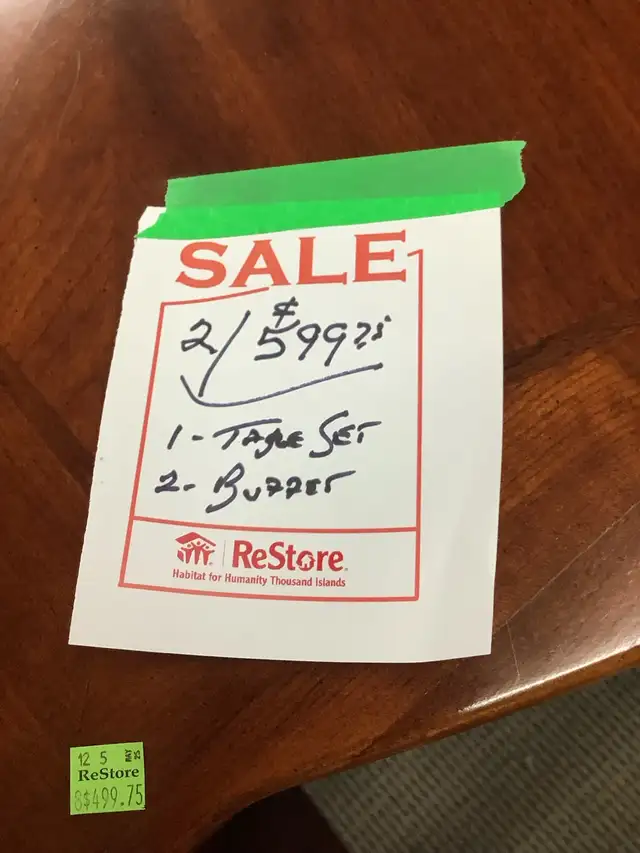 SALE
2/$599.75
1 - TABLE SET
2 - BUFFET
ReStore
Habitat for Humanity Thousand Islands
12 5
ReStore
8$499.75